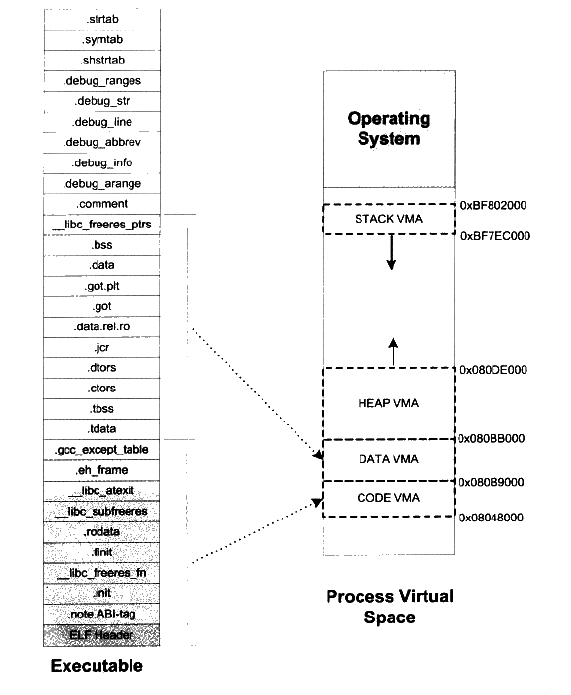 .strtab
.symtab
.shstrtab
.debug_ranges
.debug_str
.debug_line
.debug_abbrev
.debug_info
.debug_arange
.comment
__libc_freeres_ptrs
.bss
.data
.got.plt
.got
.data.rel.ro
.jcr
.dtors
.ctors
.tbss
.tdata
.gcc_except_table
.eh_frame
__libc_atexit
__libc_subfreeres
.rodata
.finit
__libc_freeres_fn
.init
.note.ABI-tag
ELF Header
Executable
Operating
System
0xBF802000
STACK VMA
0xBF7EC000
0x080DE000
HEAP VMA
0x080BB000
DATA VMA
0x080B9000
CODE VMA
0x08048000
Process Virtual
Space